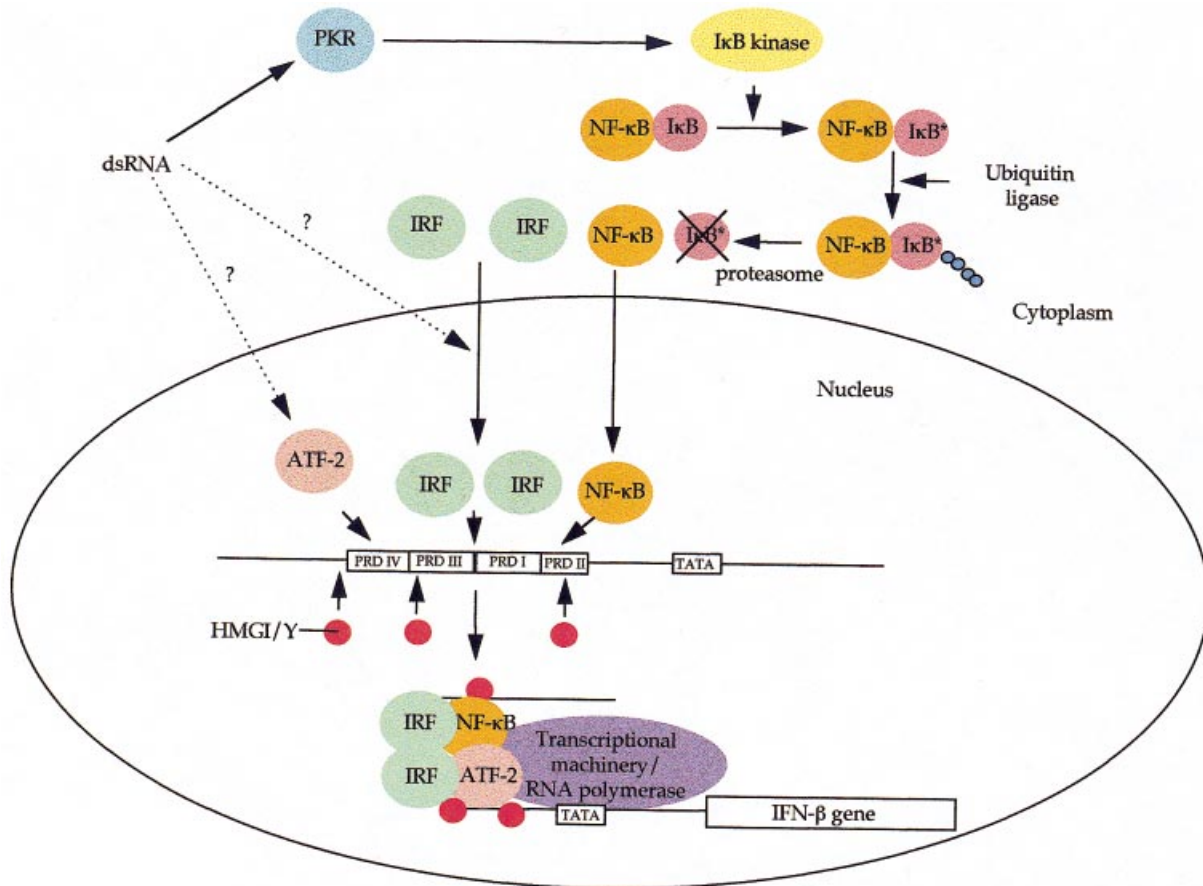 PKR
IκB kinase
NF-κB
IκB
NF-κB
IκB*
dsRNA
Ubiquitin
ligase
?
IRF
IRF
NF-κB
IκB*
NF-κB
IκB*
proteasome
?
Cytoplasm
Nucleus
ATF-2
IRF
IRF
NF-κB
PRD IV
PRD III
PRD I
PRD II
TATA
HMGI/Y
IRF
NF-κB
Transcriptional
machinery/
RNA polymerase
IRF
ATF-2
TATA
IFN-β gene